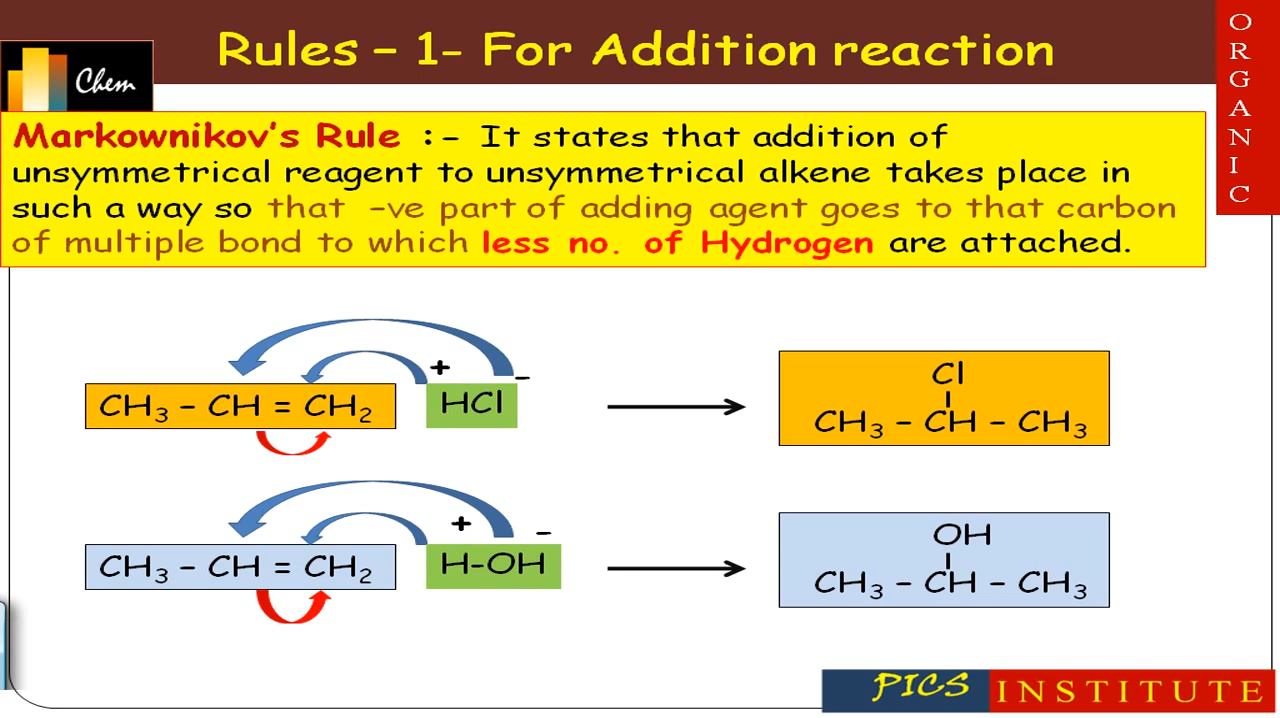 Rules – 1- For Addition reaction
ORGANIC
Chem
Markownikov's Rule :- It states that addition of
unsymmetrical reagent to unsymmetrical alkene takes place in
such a way so that -ve part of adding agent goes to that carbon
of multiple bond to which less no. of Hydrogen are attached.
+
-
CH₃ – CH = CH₂
HCl
Cl
CH₃ – CH – CH₃
+
-
CH₃ – CH = CH₂
H-OH
OH
CH₃ – CH – CH₃
PICS INSTITUTE